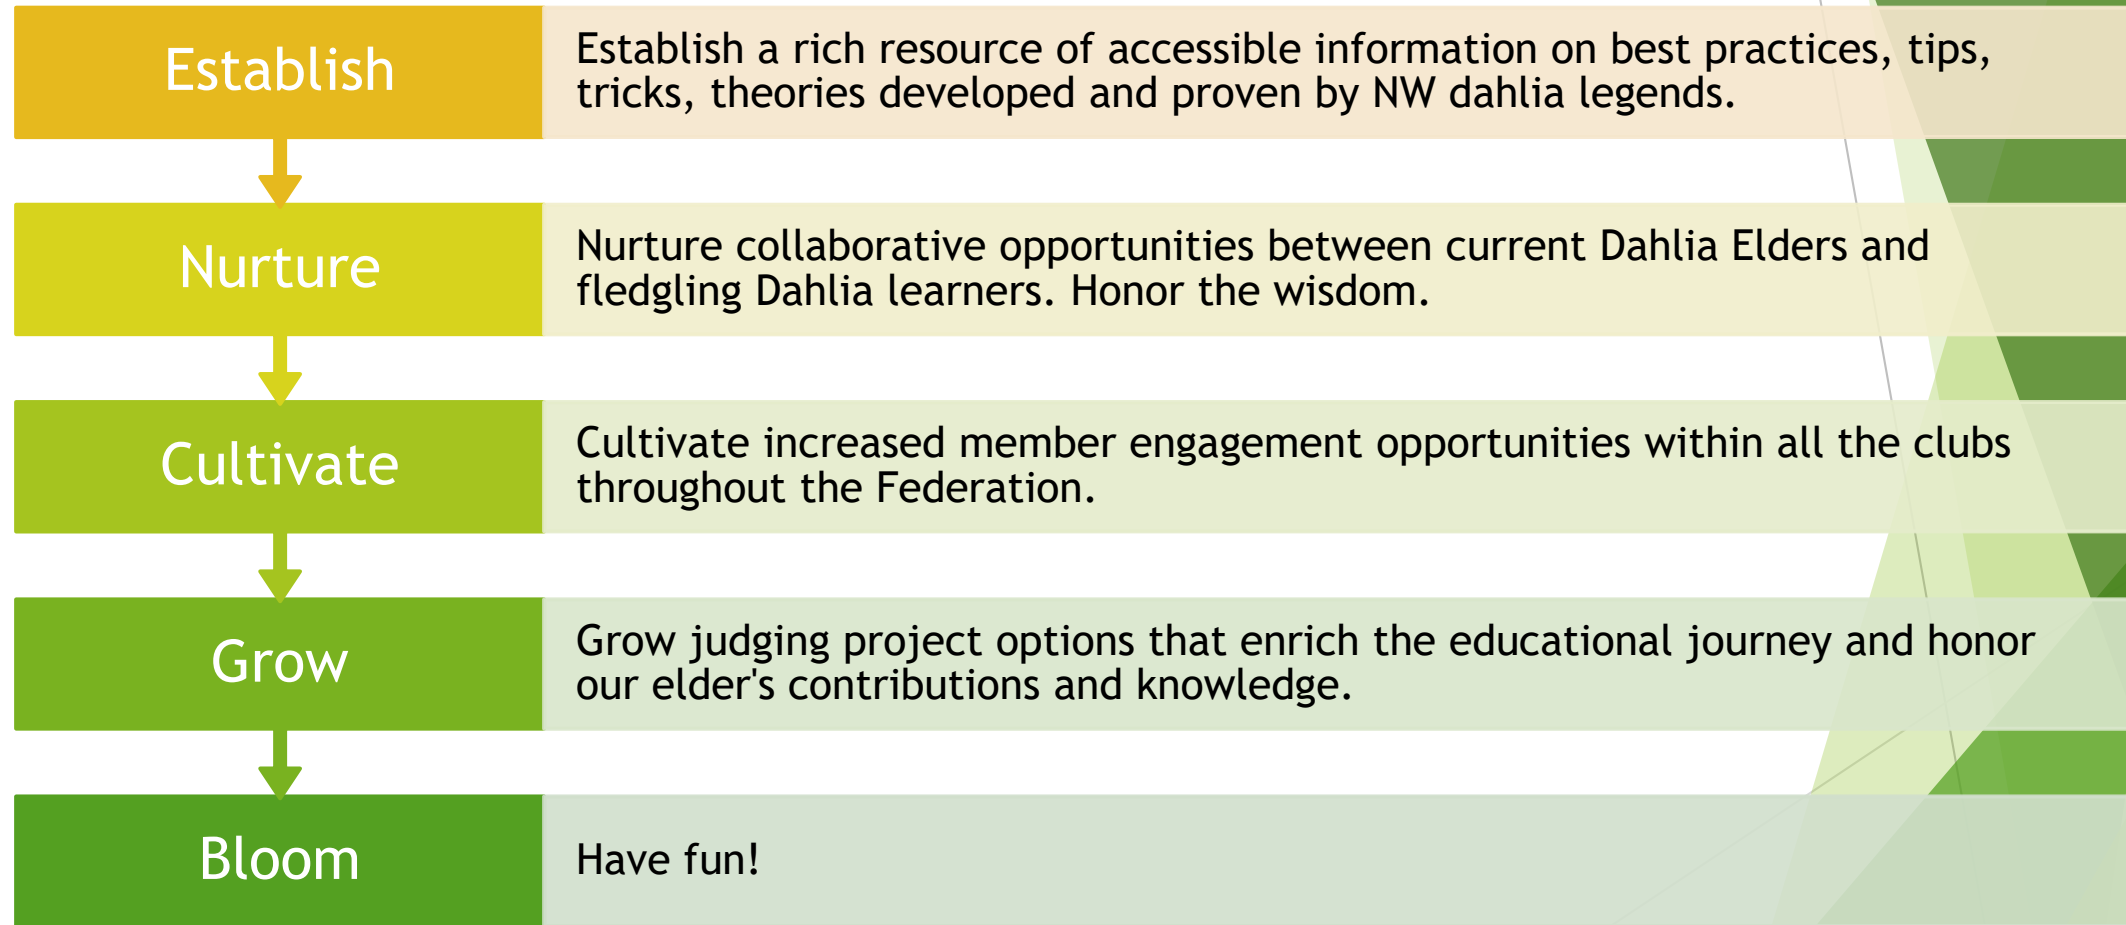 Establish
Establish a rich resource of accessible information on best practices, tips,
tricks, theories developed and proven by NW dahlia legends.
Nurture
Nurture collaborative opportunities between current Dahlia Elders and
fledgling Dahlia learners. Honor the wisdom.
Cultivate
Cultivate increased member engagement opportunities within all the clubs
throughout the Federation.
Grow
Grow judging project options that enrich the educational journey and honor
our elder's contributions and knowledge.
Bloom
Have fun!